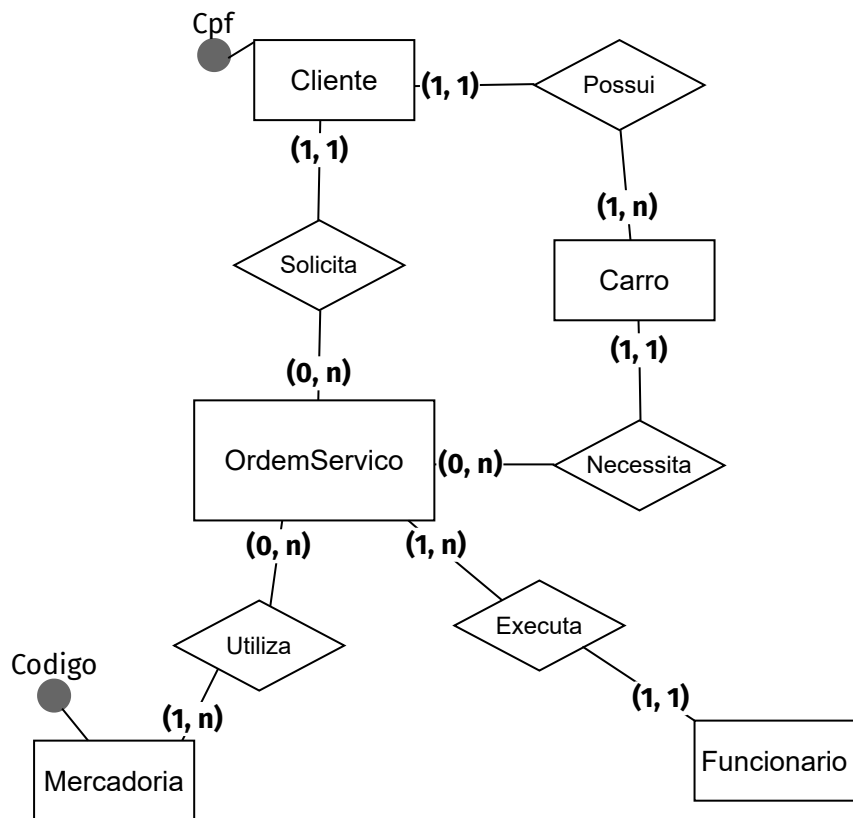 Cpf
Cliente
(1, 1)
Possui
(1, 1)
(1, n)
Solicita
Carro
(1, 1)
(0, n)
OrdemServico
(0, n)
Necessita
(0, n)
(1, n)
Executa
Utiliza
Codigo
(1, n)
(1, 1)
Mercadoria
Funcionario